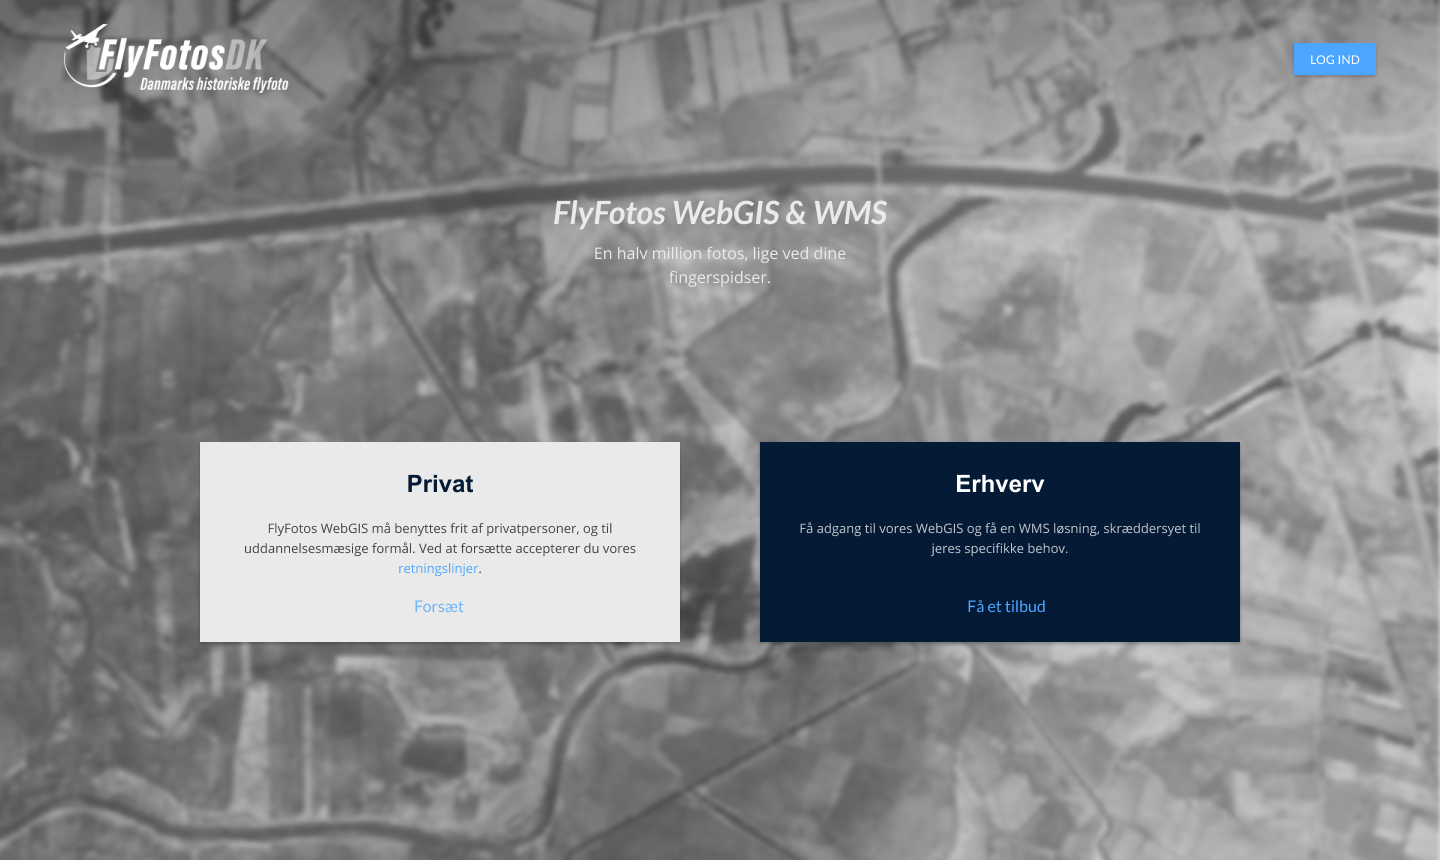 FlyFotosDK
Danmarks historiske flyfoto
LOG IND
FlyFotos WebGIS & WMS
En halv million fotos, lige ved dine
fingerspidser.
Privat
FlyFotos WebGIS må benyttes frit af privatpersoner, og til
uddannelsesmæsige formål. Ved at forsætte accepterer du vores
retningslinjer.
Forsæt
Erhverv
Få adgang til vores WebGIS og få en WMS løsning, skræddersyet til
jeres specifikke behov.
Få et tilbud